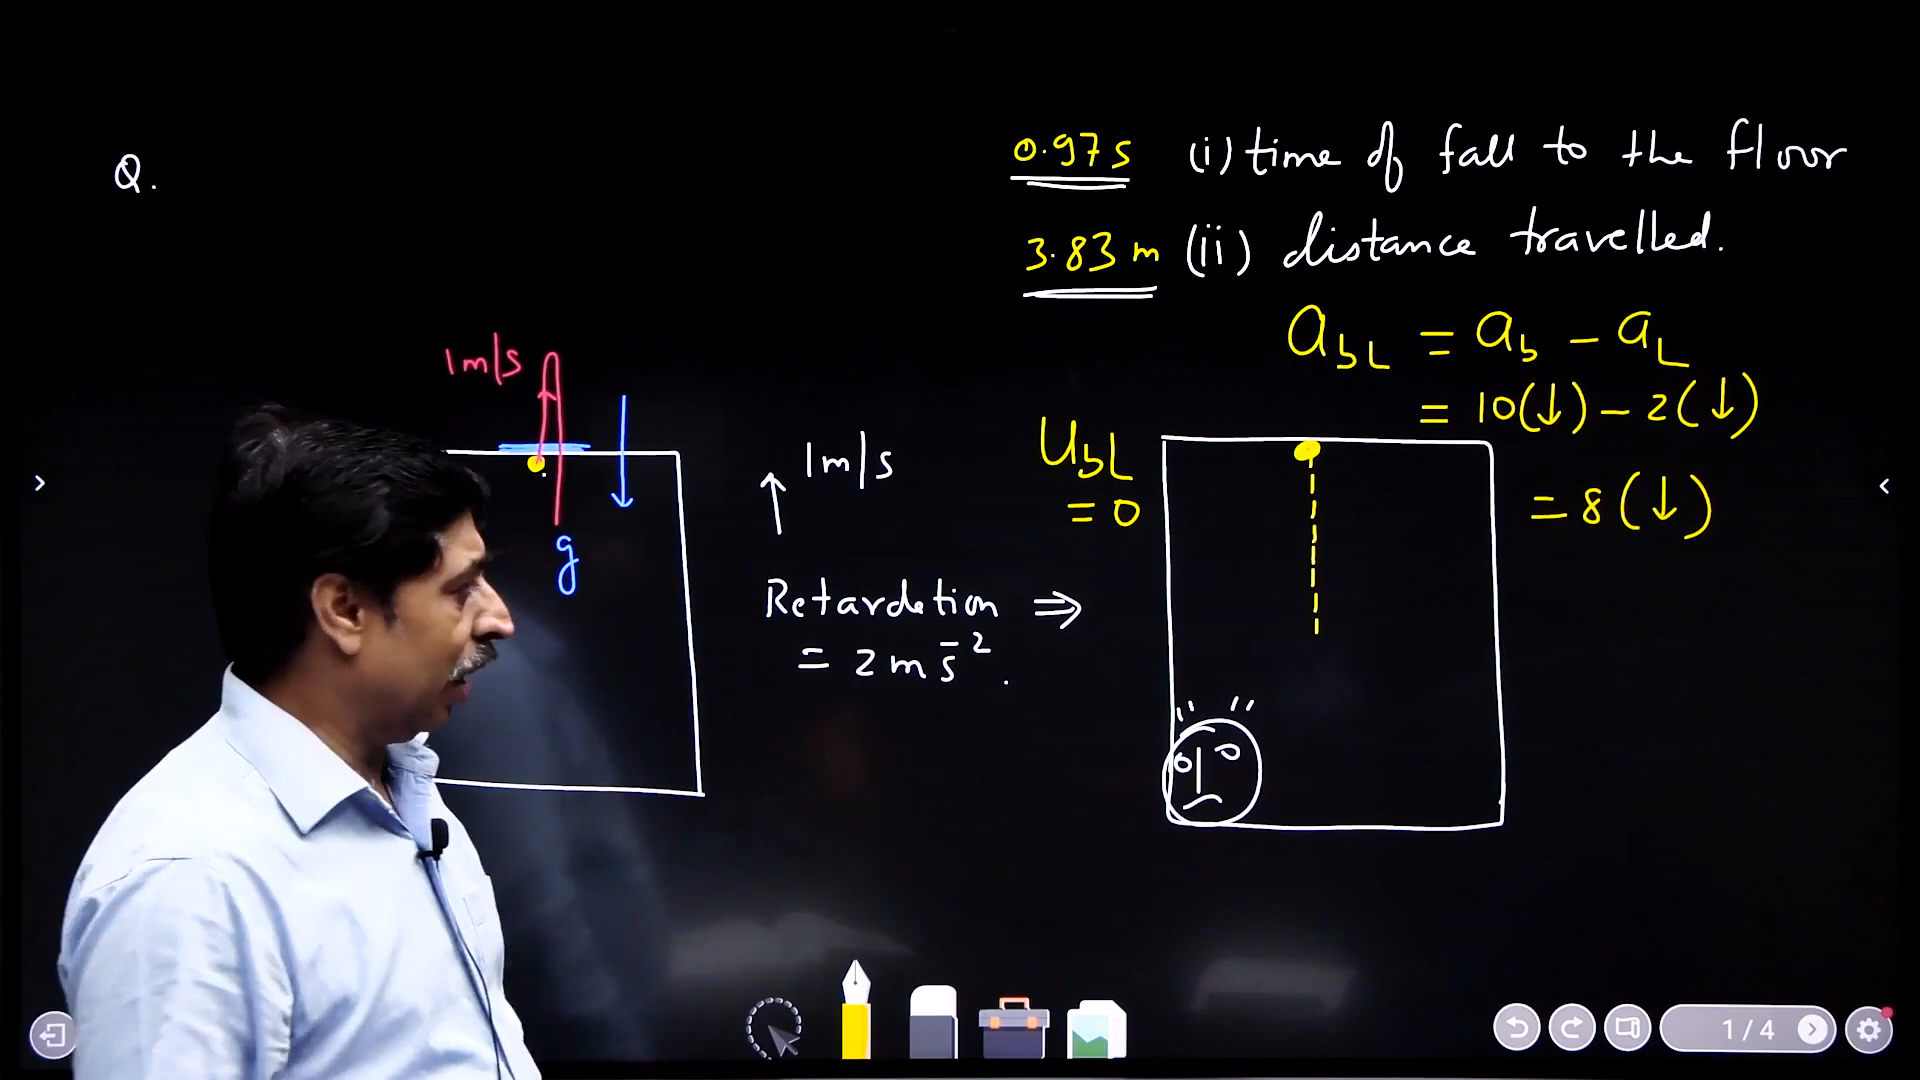 Q.
0.97 s (i) time of fall to the floor
3.83 m (ii) distance travelled.
a_bL = a_b - a_L
= 10(↓) - 2(↓)
= 8(↓)
1m/s
g
↑ 1m/s
Retardation ⇒
= 2 m s⁻².
U_bL
= 0
1 / 4